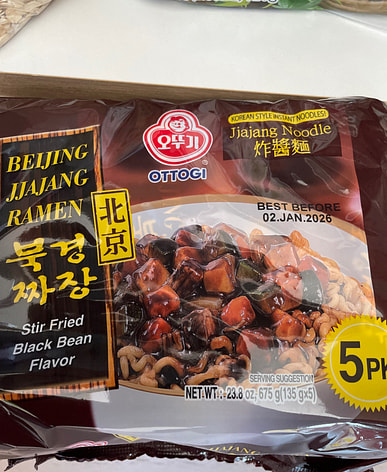 오뚜기
OTTOGI
KOREAN STYLE INSTANT NOODLES!
Jjajang Noodle
炸醬麵
BEIJING
JJAJANG
RAMEN
北京
북경
짜장
Stir Fried
Black Bean
Flavor
BEST BEFORE
02.JAN.2026
5PK
SERVING SUGGESTION
NET WT.: 23.8 oz, 675 g(135 gx5)